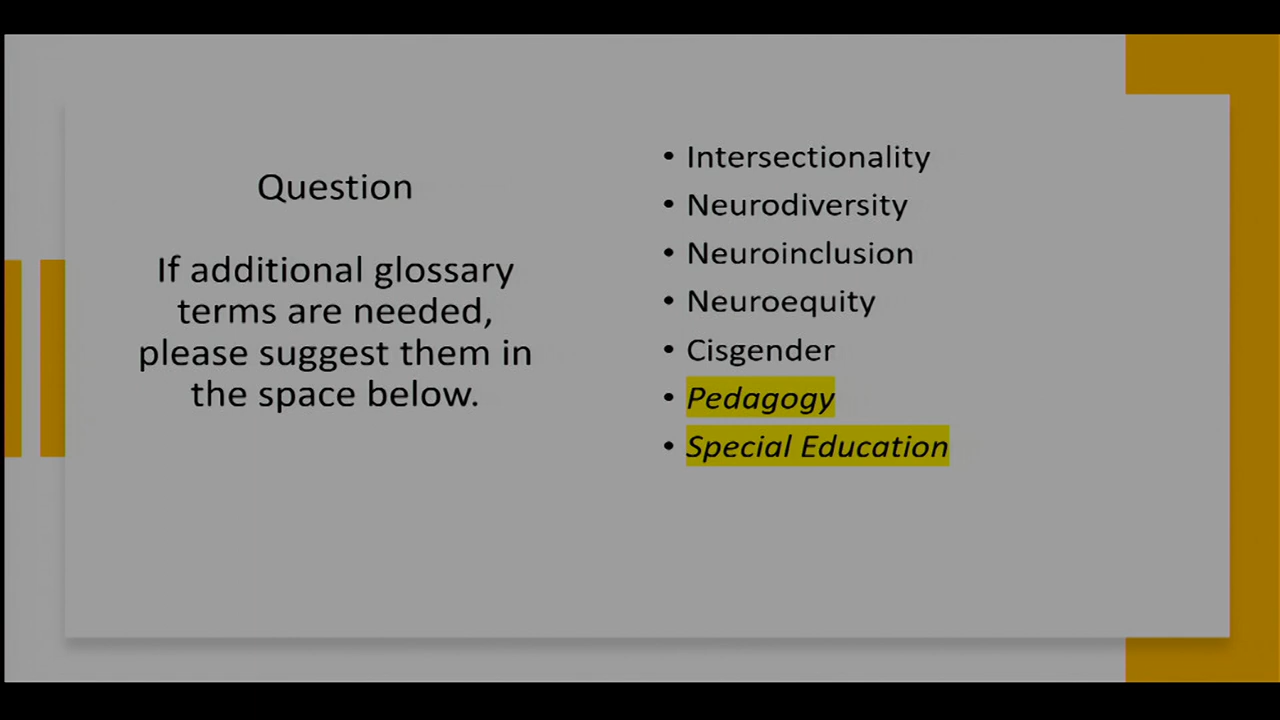 Question
If additional glossary
terms are needed,
please suggest them in
the space below.
• Intersectionality
• Neurodiversity
• Neuroinclusion
• Neuroequity
• Cisgender
• Pedagogy
• Special Education